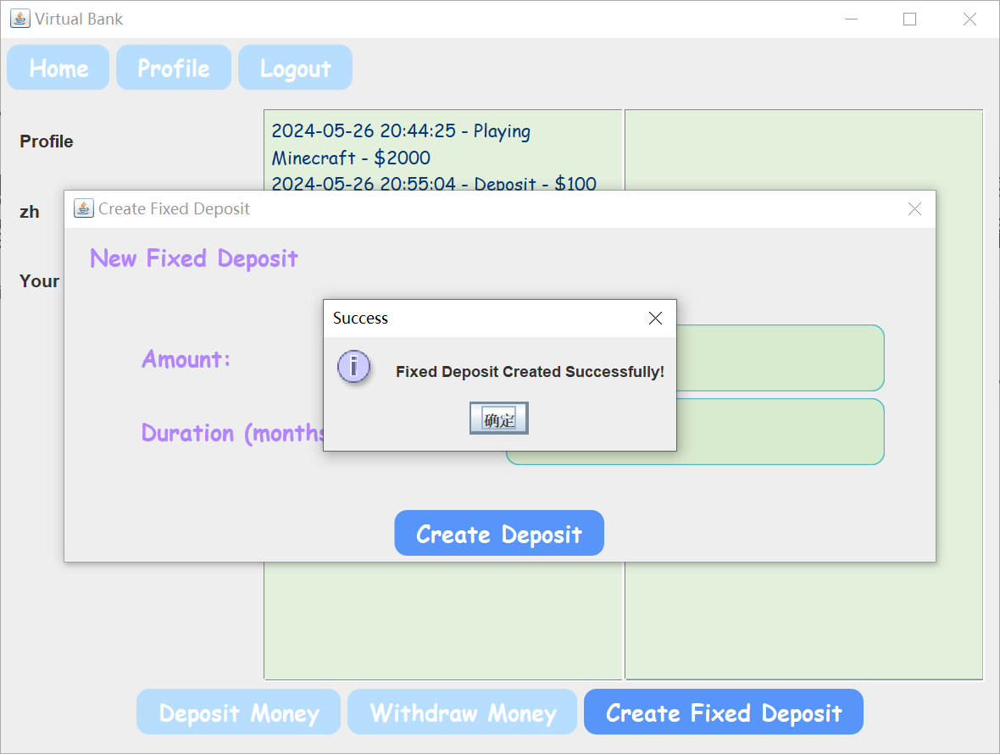 Virtual Bank
Home Profile Logout
Profile
zh
Your
2024-05-26 20:44:25 - Playing
Minecraft - $2000
2024-05-26 20:55:04 - Deposit - $100
Create Fixed Deposit
New Fixed Deposit
Amount:
Duration (months
Success
Fixed Deposit Created Successfully!
确定
Create Deposit
Deposit Money Withdraw Money Create Fixed Deposit